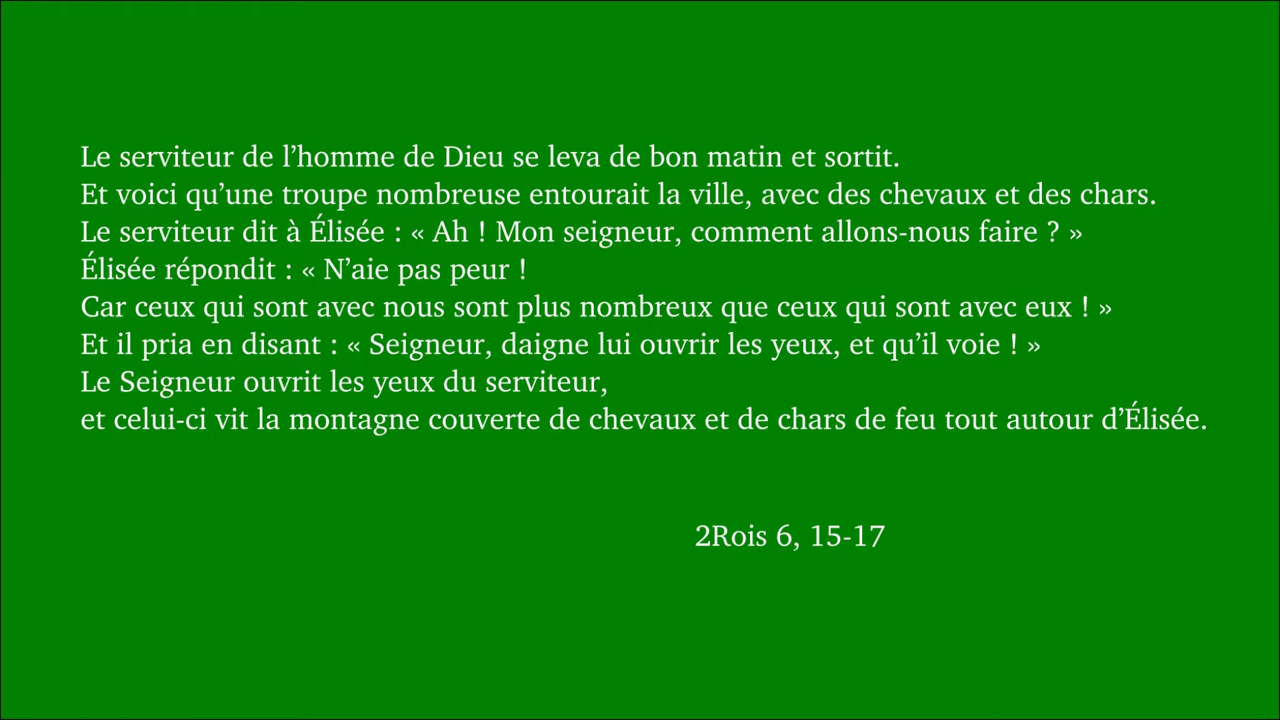 Le serviteur de l’homme de Dieu se leva de bon matin et sortit.
Et voici qu’une troupe nombreuse entourait la ville, avec des chevaux et des chars.
Le serviteur dit à Élisée : « Ah ! Mon seigneur, comment allons-nous faire ? »
Élisée répondit : « N’aie pas peur !
Car ceux qui sont avec nous sont plus nombreux que ceux qui sont avec eux ! »
Et il pria en disant : « Seigneur, daigne lui ouvrir les yeux, et qu’il voie ! »
Le Seigneur ouvrit les yeux du serviteur,
et celui-ci vit la montagne couverte de chevaux et de chars de feu tout autour d’Élisée.
2Rois 6, 15-17